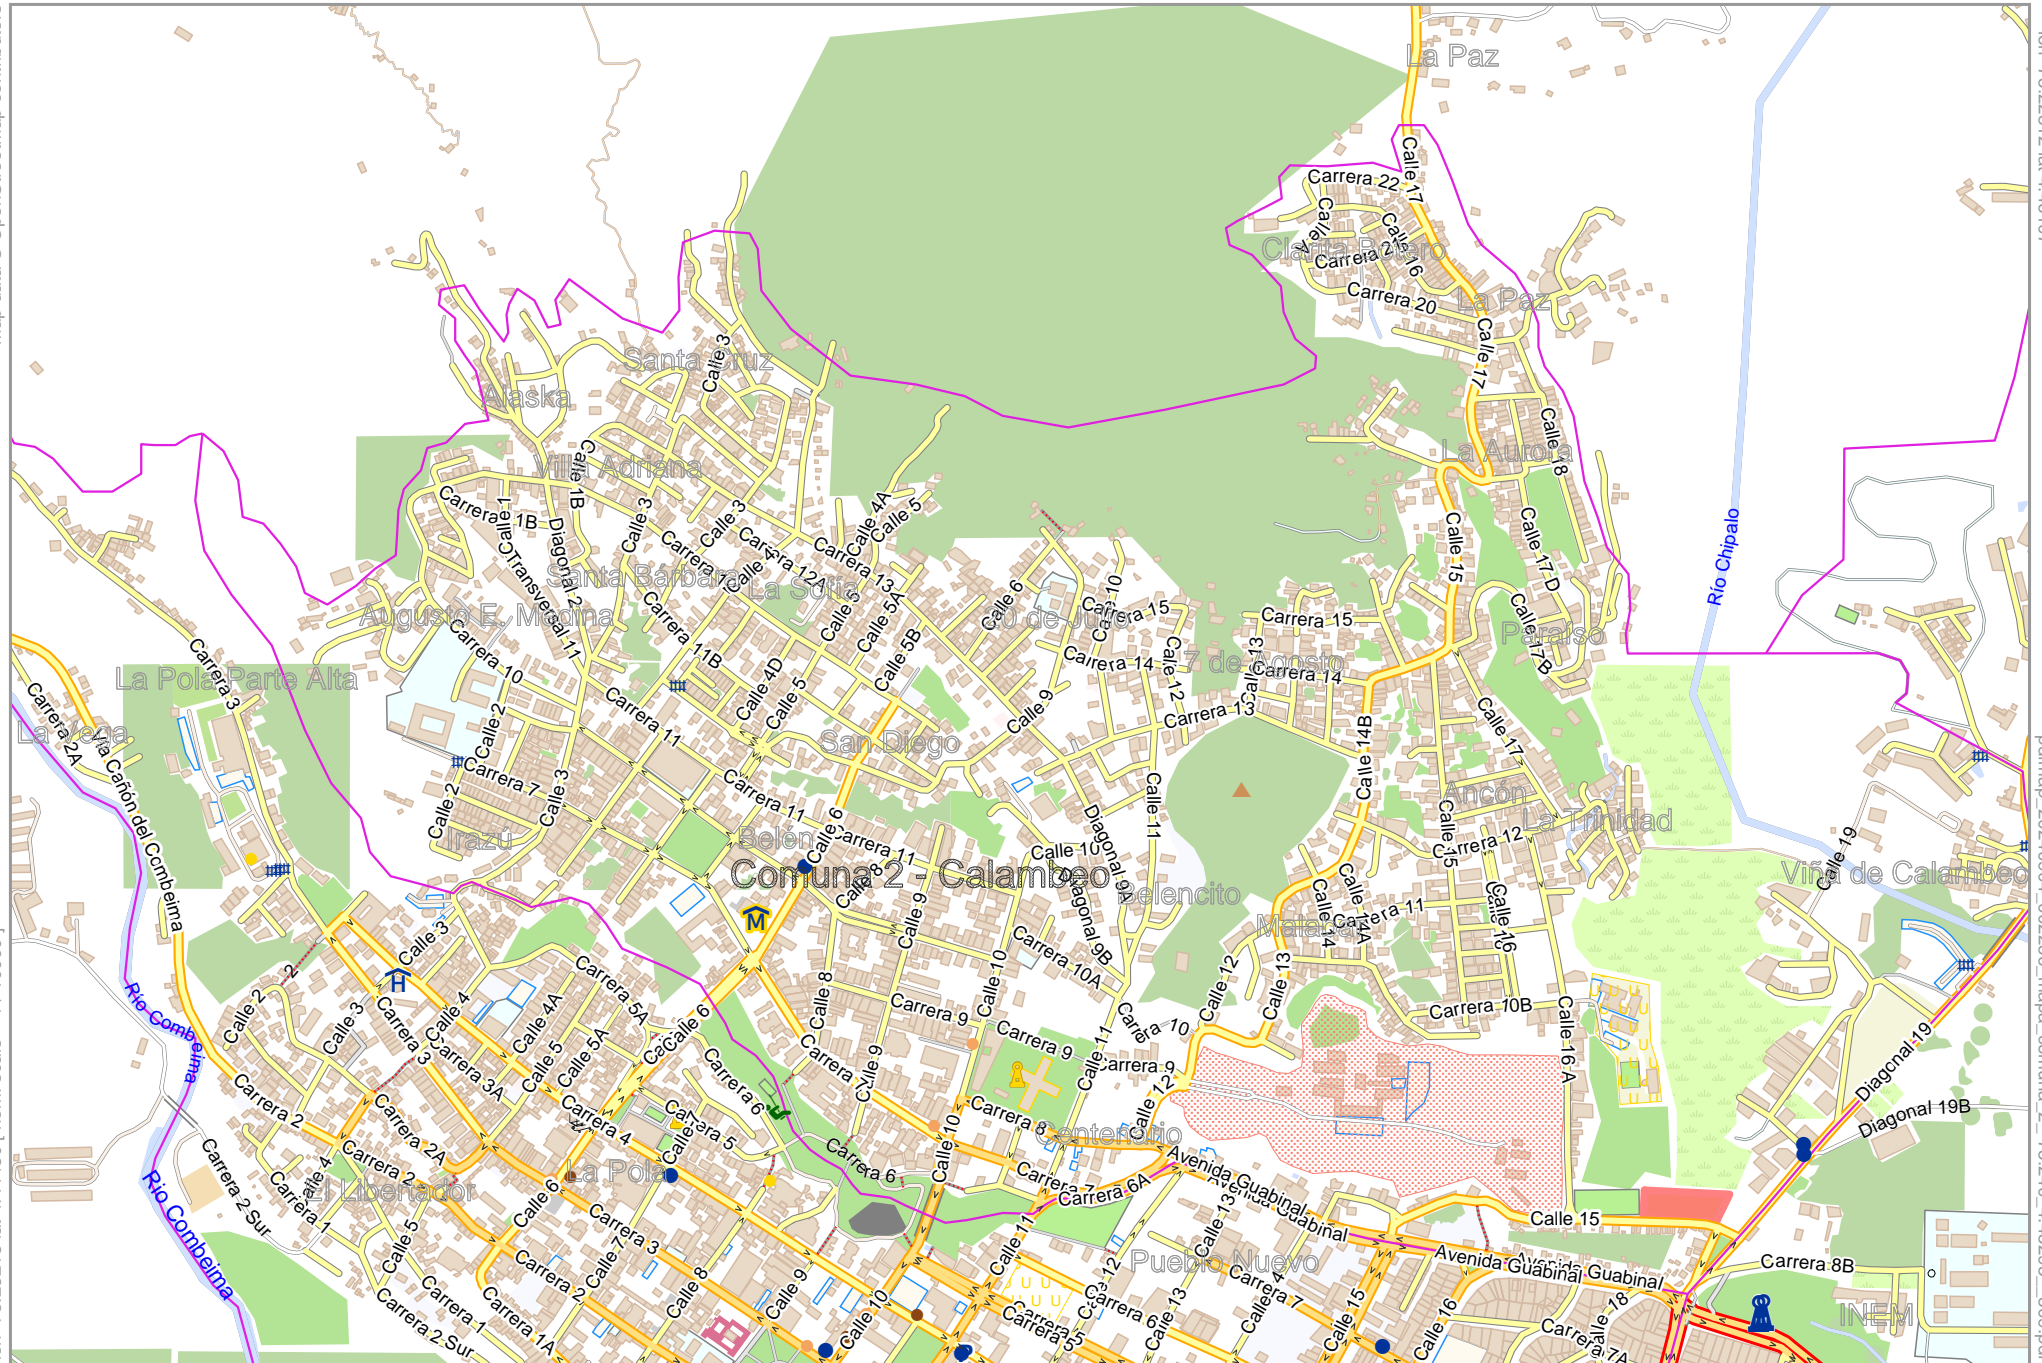 La Paz
Calle 17
Carrera 22
Calle A
Calle 16
Clarita Botero
Carrera 21
Carrera 20
La Paz
Calle 17
Santa Cruz
Calle 3
Alaska
Villa Adriana
Calle 1B
La Aurora
Calle 18
Carrera 11B
Calle 1
Diagonal 2
Calle 3
Calle 3
Calle 4A
Calle 5
Calle 15
Calle 17 D
Río Chipalo
Transversal 11
Santa Bárbara
Carrera 12A
Carrera 13
La Sofia
Calle 5A
Calle 6
Calle 10
Carrera 15
20 de Julio
Augusto E. Medina
Carrera 10
Carrera 11B
Calle 5B
Carrera 14
Calle 12
Calle 13
Carrera 15
7 de Agosto
Carrera 14
Paraíso
Calle 17B
La Pola Parte Alta
Carrera 3
La Vega
Carrera 2A
Vía Cañón del Combeima
Calle 2
Carrera 11
Calle 4D
Calle 5
San Diego
Calle 9
Carrera 13
Calle 14B
Calle 17
Carrera 7
Calle 2
Calle 3
Irazú
Carrera 11
Belén
Calle 6
Carrera 11
Calle 10
Diagonal 9A
Calle 11
Ancón
Calle 15
La Trinidad
Carrera 12
Calle 19
Viña de Calambeo
Comuna 2 - Calambeo
Calle 8
Calle 9
Belencito
Malabar
Calle 14
Calle 14A
Carrera 11
Calle 16
Diagonal 9B
Carrera 10A
Calle 10
Calle 12
Calle 13
Carrera 10B
Calle 16 A
Río Combeima
Calle 2
Calle 3
Calle 3
Calle 4
Carrera 3
Calle 4A
Carrera 5A
Calle 5A
Calle 5
Calle 6
Calle 8
Carrera 9
Carrera 9
Calle 11
Carrera 9
Carrera 3A
Carrera 4
Carrera 6
Carrera 7
Calle 9
Calle 12
Diagonal 19
Diagonal 19B
Carrera 2
Carrera 2A
Carrera 2
Carrera 5
Calle 7
Carrera 6
Calle 10
Carrera 8
Centenario
Avenida Guabinal
Carrera 7
Carrera 6A
Carrera 2 Sur
Calle 4
Carrera 1
El Libertador
La Pola
Calle 6
Calle 5
Carrera 3
Calle 7
Calle 11
Calle 13
Calle 15
Pueblo Nuevo
Avenida Guabinal
Avenida Guabinal
Carrera 8B
Río Combeima
Carrera 2
Carrera 1
Carrera 2 Sur
Carrera 1A
Calle 8
Calle 9
Calle 10
Carrera 6
Carrera 5
Calle 13
Carrera 7
Calle 15
Calle 16
Calle 18
Carrera 7A
INEM
H
M